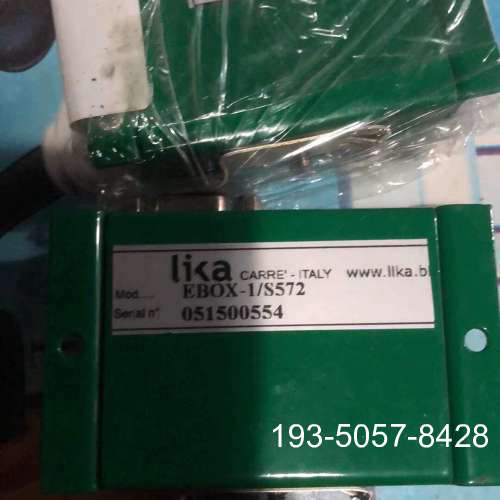 lika CARRE' - ITALY www.lika.bi
Mod..... EBOX-1/S572
Serial n° 051500554
193-5057-8428